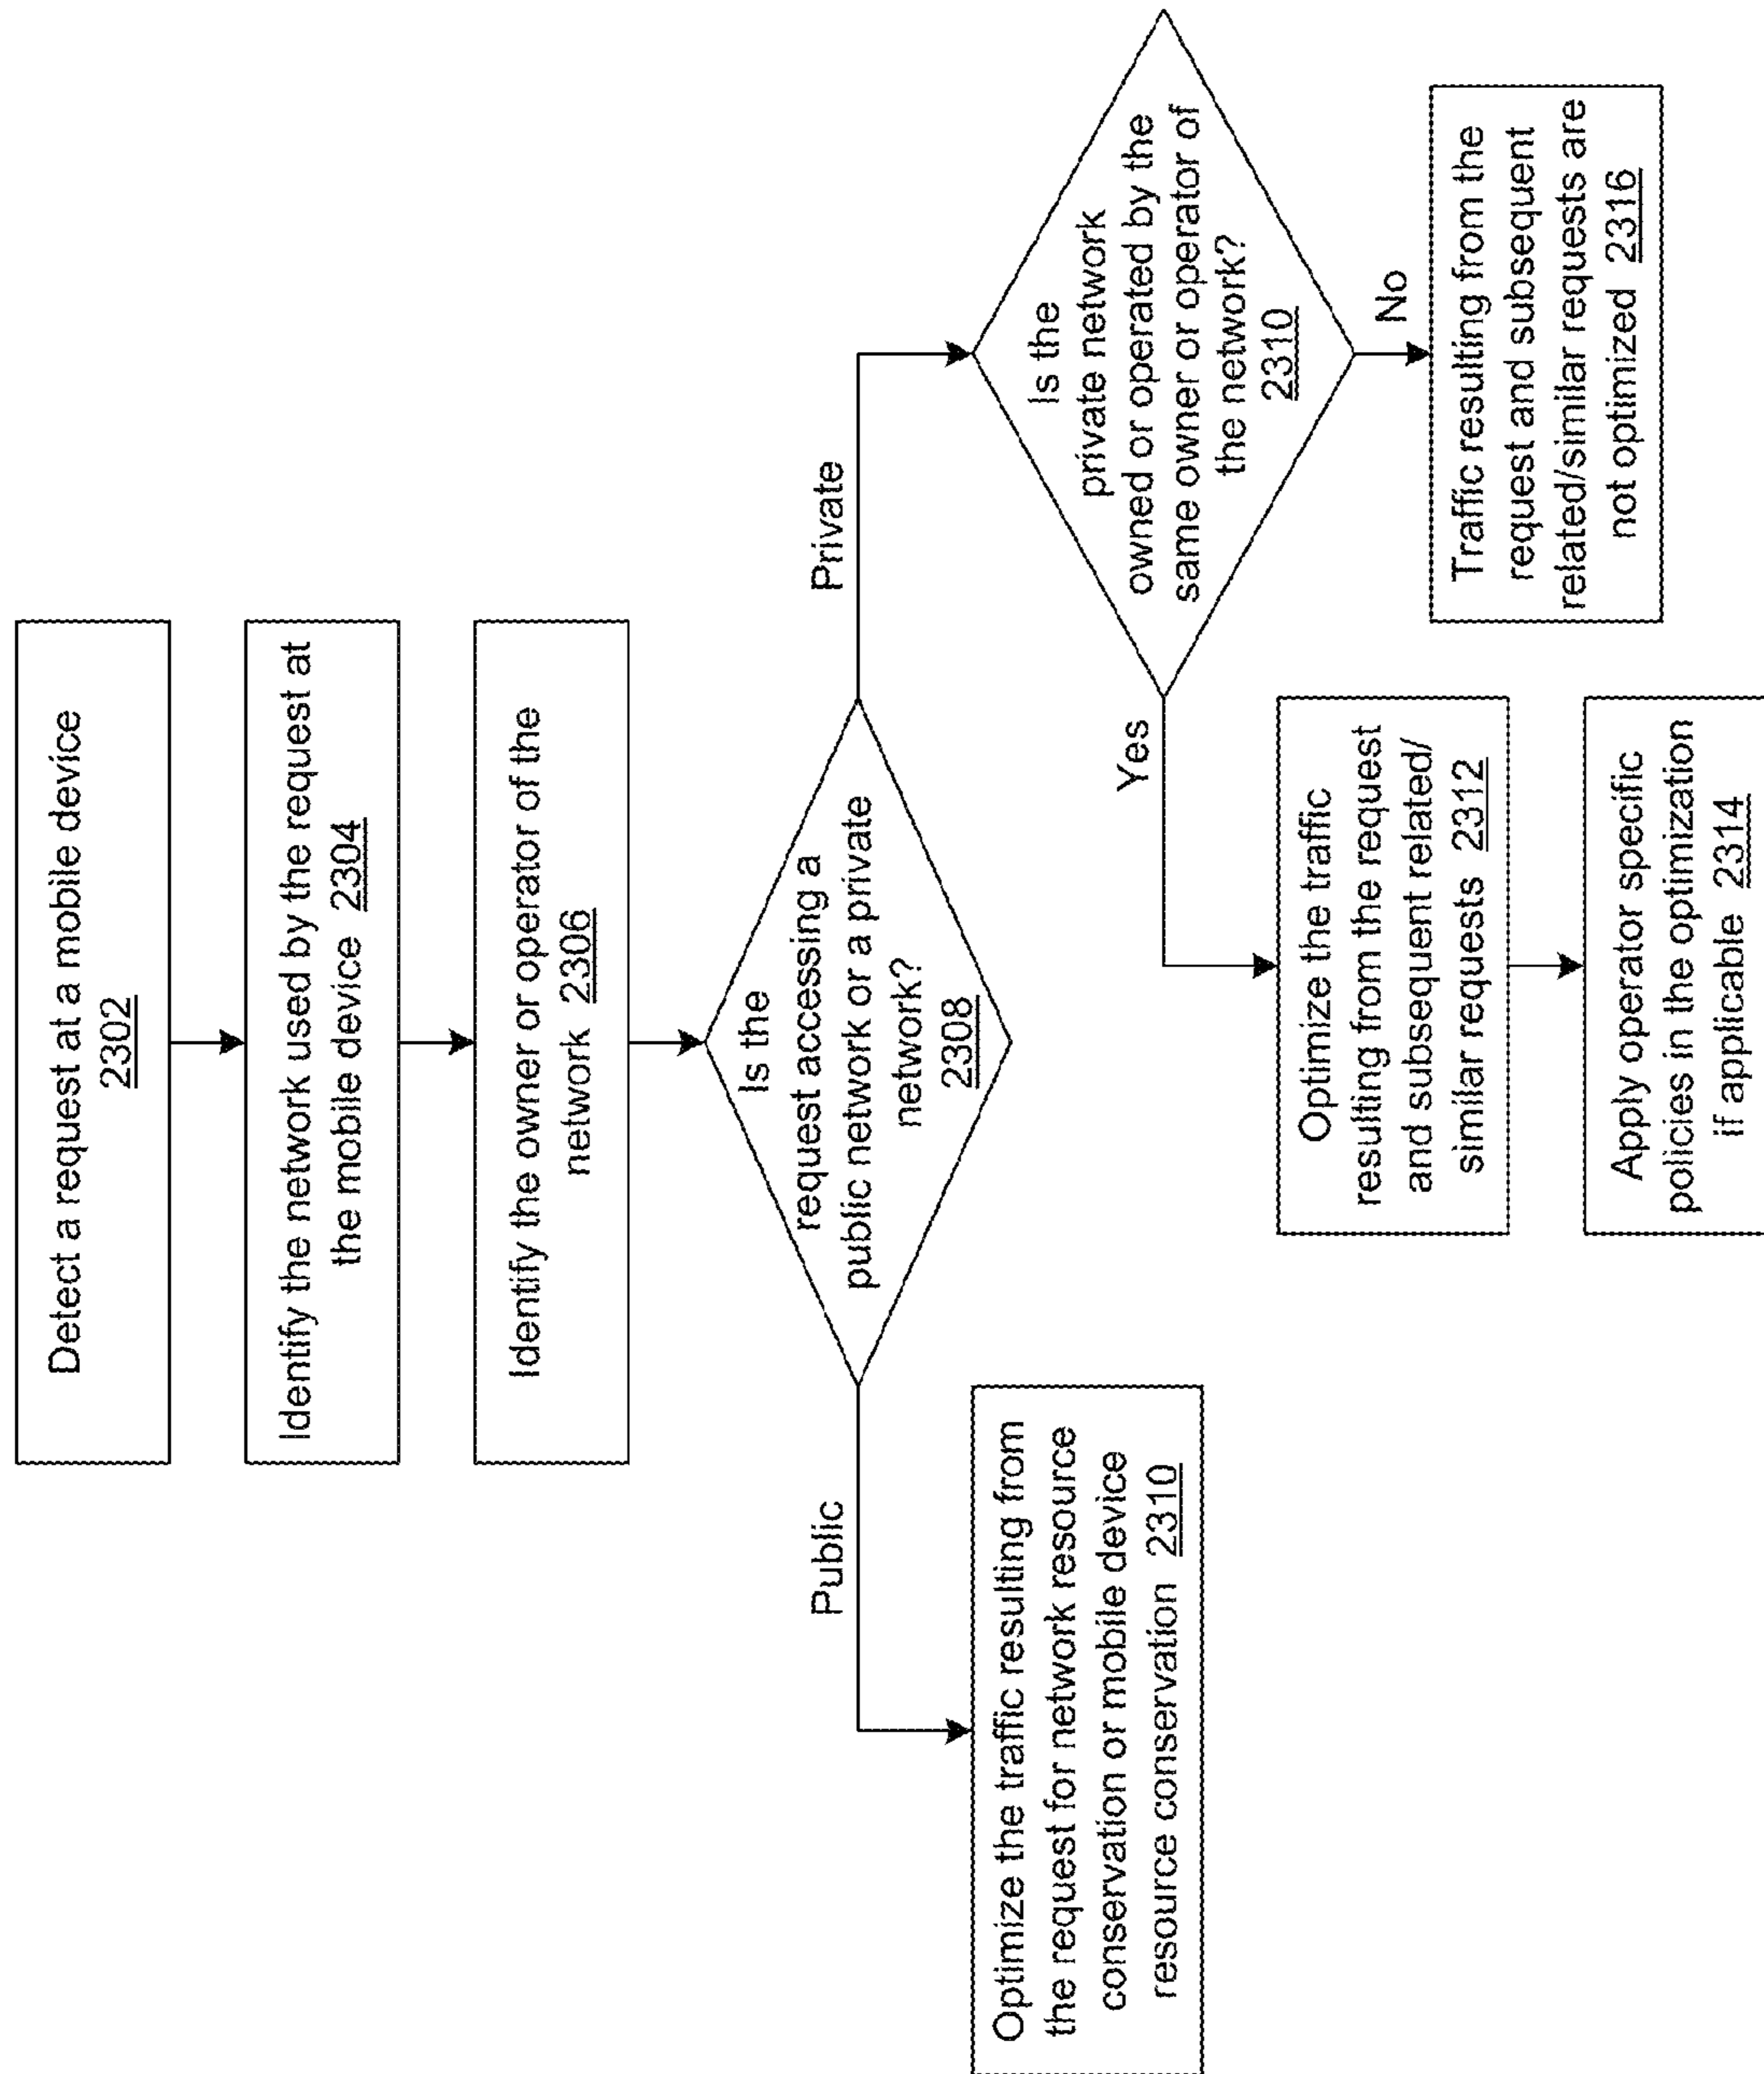 Detect a request at a mobile device
2302
Identify the network used by the request at
the mobile device 2304
Identify the owner or operator of the
network 2306
Is the
request accessing a
public network or a private
network?
2308
Public
Private
Optimize the traffic resulting from
the request for network resource
conservation or mobile device
resource conservation 2310
Is the
private network
owned or operated by the
same owner or operator of
the network?
2310
Yes
No
Optimize the traffic
resulting from the request
and subsequent related/
similar requests 2312
Apply operator specific
policies in the optimization
if applicable 2314
Traffic resulting from the
request and subsequent
related/similar requests are
not optimized 2316